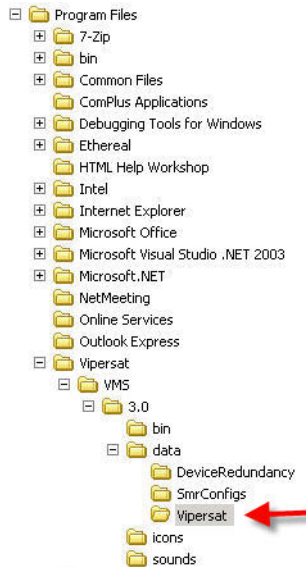 Program Files
7-Zip
bin
Common Files
ComPlus Applications
Debugging Tools for Windows
Ethereal
HTML Help Workshop
Intel
Internet Explorer
Microsoft Office
Microsoft Visual Studio .NET 2003
Microsoft.NET
NetMeeting
Online Services
Outlook Express
Vipersat
VMS
3.0
bin
data
DeviceRedundancy
SmrConfigs
Vipersat
icons
sounds